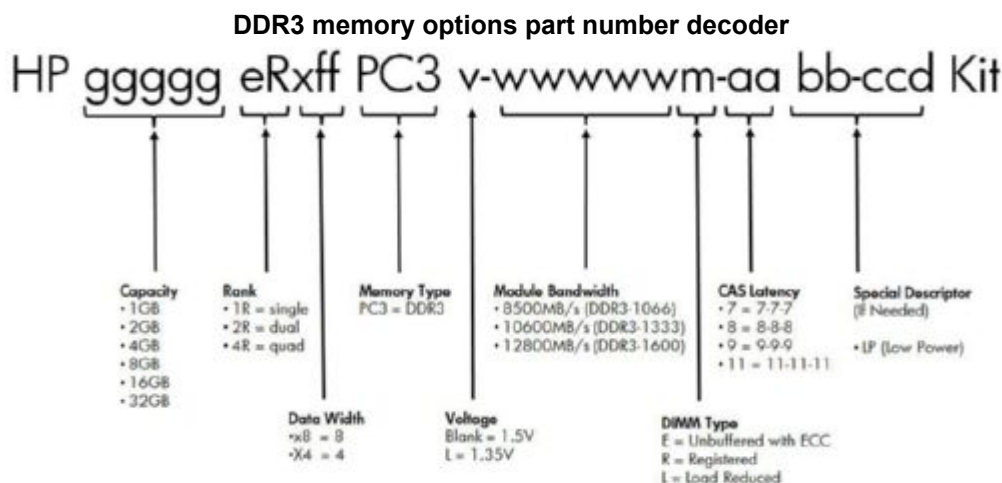 DDR3 memory options part number decoder
HP ggggg eRxff PC3 v-wwwwwm-aa bb-ccd Kit
Capacity
• 1GB
• 2GB
• 4GB
• 8GB
• 16GB
• 32GB
Rank
• 1R = single
• 2R = dual
• 4R = quad
Memory Type
PC3 = DDR3
Module Bandwidth
• 8500MB/s (DDR3-1066)
• 10600MB/s (DDR3-1333)
• 12800MB/s (DDR3-1600)
CAS Latency
• 7 = 7-7-7
• 8 = 8-8-8
• 9 = 9-9-9
• 11 = 11-11-11
Special Descriptor
(If Needed)
• LP (Low Power)
Data Width
•x8 = 8
•X4 = 4
Voltage
Blank = 1.5V
L = 1.35V
DIMM Type
E = Unbuffered with ECC
R = Registered
L = Load Reduced